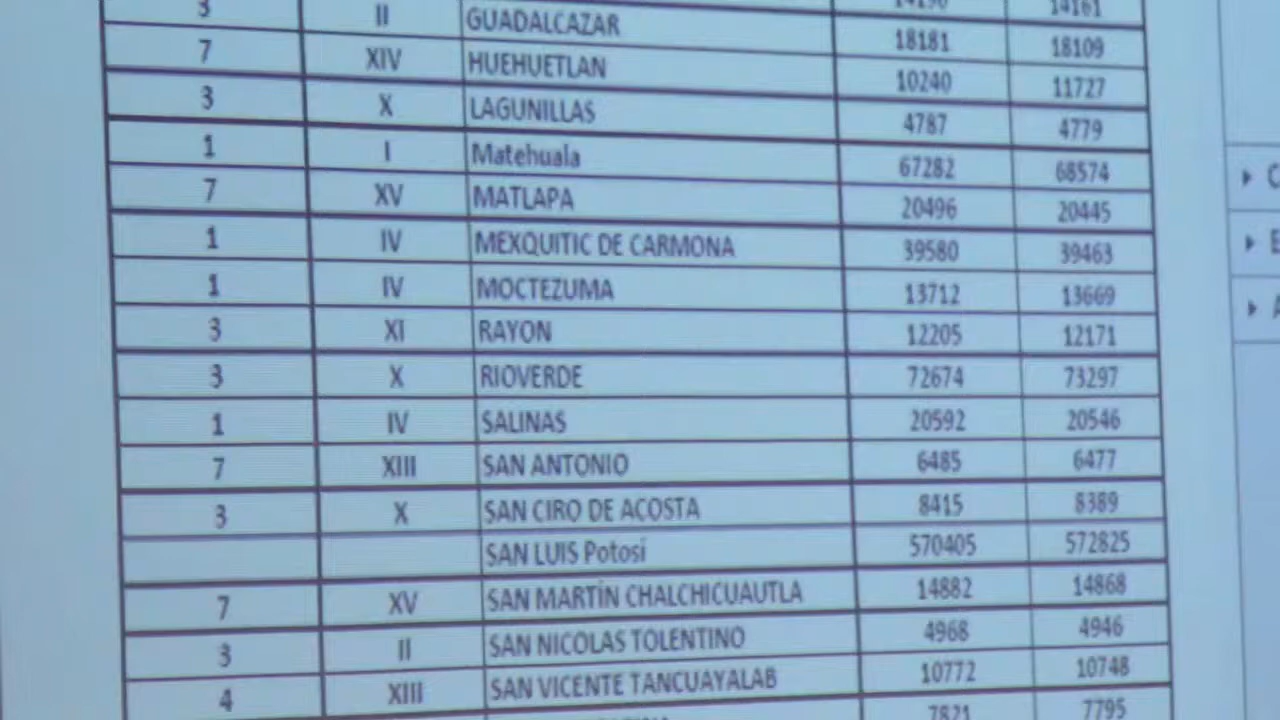 3 14196 14161
II GUADALCAZAR 18181 18109
7 XIV HUEHUETLAN 10240 11727
3 X LAGUNILLAS 4787 4779
1 I Matehuala 67282 68574
7 XV MATLAPA 20496 20445
1 IV MEXQUITIC DE CARMONA 39580 39463
1 IV MOCTEZUMA 13712 13669
3 XI RAYON 12205 12171
3 X RIOVERDE 72674 73297
1 IV SALINAS 20592 20546
7 XIII SAN ANTONIO 6485 6477
3 X SAN CIRO DE ACOSTA 8415 8389
SAN LUIS Potosí 570405 572825
7 XV SAN MARTÍN CHALCHICUAUTLA 14882 14868
3 II SAN NICOLAS TOLENTINO 4968 4946
4 XIII SAN VICENTE TANCUAYALAB 10772 10748
7821 7795